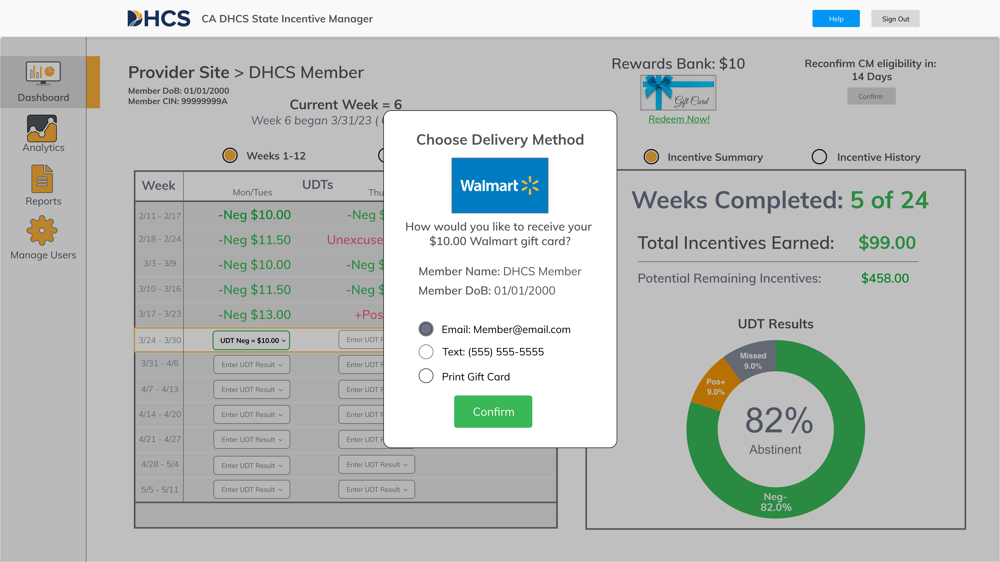 DHCS
CA DHCS State Incentive Manager
Help
Sign Out
Dashboard
Analytics
Reports
Manage Users
Provider Site > DHCS Member
Member DoB: 01/01/2000
Member CIN: 99999999A
Current Week = 6
Week 6 began 3/31/23 (
Rewards Bank: $10
Gift Card
Redeem Now!
Reconfirm CM eligibility in:
14 Days
Confirm
Weeks 1-12
Incentive Summary
Incentive History
Week
UDTs
Mon/Tues
Thu
2/11 - 2/17 -Neg $10.00 -Neg $
2/18 - 2/24 -Neg $11.50 Unexcuse
3/3 - 3/9 -Neg $10.00 -Neg $
3/10 - 3/16 -Neg $11.50 -Neg $
3/17 - 3/23 -Neg $13.00 +Pos
3/24 - 3/30 UDT Neg = $10.00 Enter UDT R
3/31 - 4/6 Enter UDT Result Enter UDT R
4/7 - 4/13 Enter UDT Result Enter UDT R
4/14 - 4/20 Enter UDT Result Enter UDT R
4/21 - 4/27 Enter UDT Result Enter UDT R
4/28 - 5/4 Enter UDT Result Enter UDT Result
5/5 - 5/11 Enter UDT Result Enter UDT Result
Choose Delivery Method
Walmart
How would you like to receive your
$10.00 Walmart gift card?
Member Name: DHCS Member
Member DoB: 01/01/2000
Email: Member@email.com
Text: (555) 555-5555
Print Gift Card
Confirm
Weeks Completed: 5 of 24
Total Incentives Earned: $99.00
Potential Remaining Incentives: $458.00
UDT Results
Missed
9.0%
Pos+
9.0%
82%
Abstinent
Neg-
82.0%